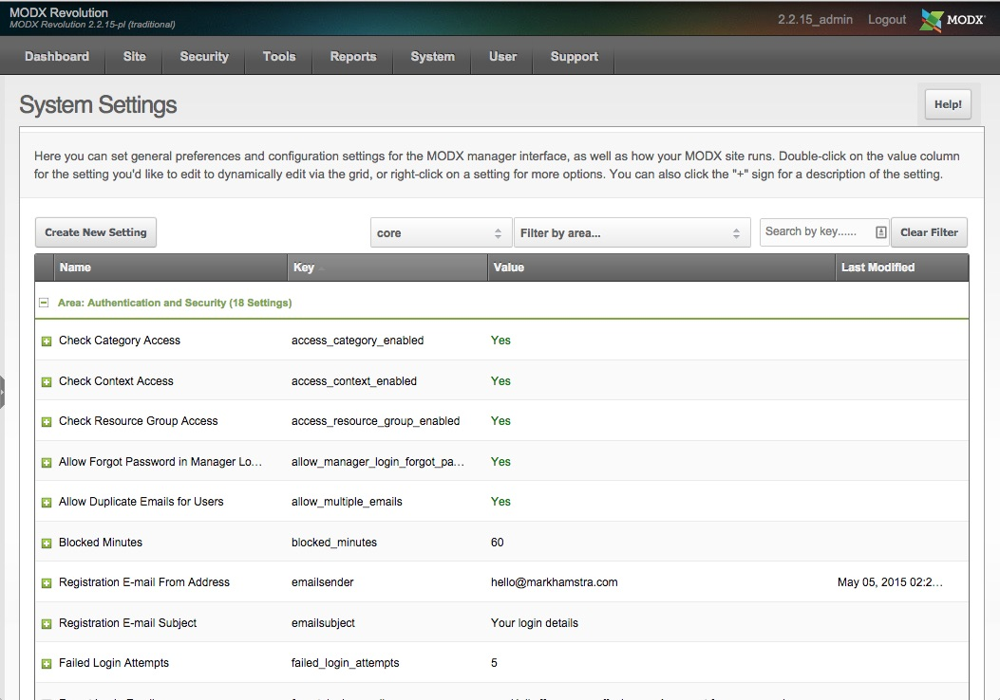 MODX Revolution
MODX Revolution 2.2.15-pl (traditional)
2.2.15_admin Logout MODX
Dashboard Site Security Tools Reports System User Support
System Settings
Help!
Here you can set general preferences and configuration settings for the MODX manager interface, as well as how your MODX site runs. Double-click on the value column
for the setting you'd like to edit to dynamically edit via the grid, or right-click on a setting for more options. You can also click the "+" sign for a description of the setting.
Create New Setting core Filter by area... Search by key...... Clear Filter
Name Key Value Last Modified
Area: Authentication and Security (18 Settings)
Check Category Access access_category_enabled Yes
Check Context Access access_context_enabled Yes
Check Resource Group Access access_resource_group_enabled Yes
Allow Forgot Password in Manager Lo... allow_manager_login_forgot_pa... Yes
Allow Duplicate Emails for Users allow_multiple_emails Yes
Blocked Minutes blocked_minutes 60
Registration E-mail From Address emailsender hello@markhamstra.com May 05, 2015 02:2...
Registration E-mail Subject emailsubject Your login details
Failed Login Attempts failed_login_attempts 5